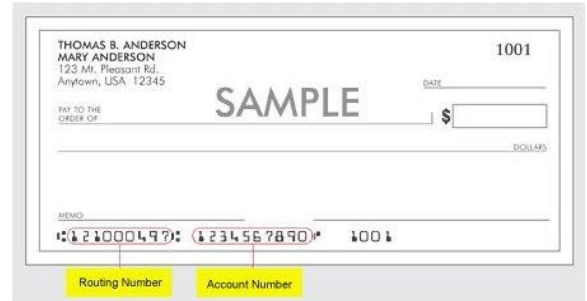 THOMAS B. ANDERSON
MARY ANDERSON
1001
123 Mt. Pleasant Rd.
Anytown, USA 12345
DATE
SAMPLE
PAY TO THE
ORDER OF
$
DOLLARS
MEMO
⑆121000497⑆ 1234567890⑈ 1001
Routing Number Account Number